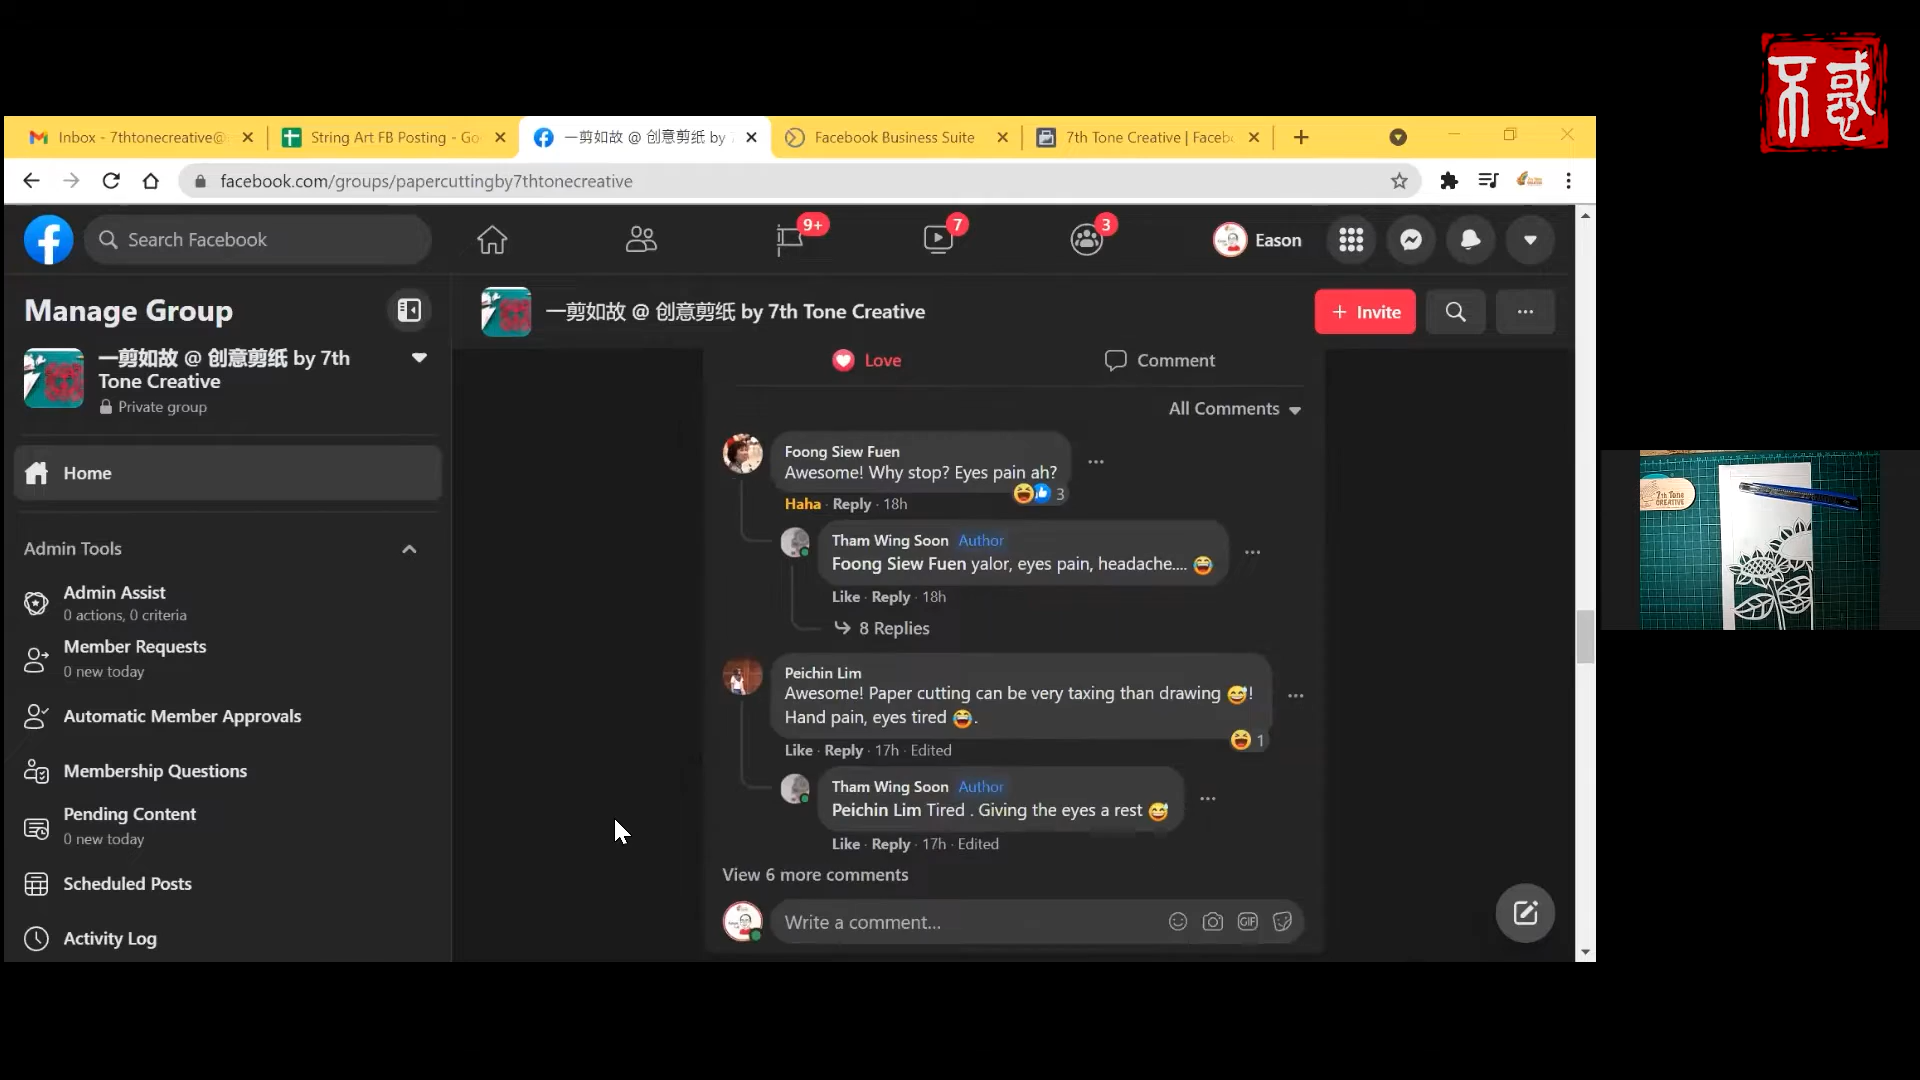 不惑
Inbox - 7thtonecreative@
String Art FB Posting - Go
一剪如故 @ 创意剪纸 by 7
Facebook Business Suite
7th Tone Creative | Faceb
facebook.com/groups/papercuttingby7thtonecreative
Search Facebook
9+
7
3
Eason
Manage Group
一剪如故 @ 创意剪纸 by 7th Tone Creative
+ Invite
一剪如故 @ 创意剪纸 by 7th
Tone Creative
Private group
Home
Admin Tools
Admin Assist
0 actions, 0 criteria
Member Requests
0 new today
Automatic Member Approvals
Membership Questions
Pending Content
0 new today
Scheduled Posts
Activity Log
Love
Comment
All Comments
Foong Siew Fuen
Awesome! Why stop? Eyes pain ah?
😆👍 3
Haha · Reply · 18h
Tham Wing Soon Author
Foong Siew Fuen yalor, eyes pain, headache.... 😂
Like · Reply · 18h
8 Replies
Peichin Lim
Awesome! Paper cutting can be very taxing than drawing 😅!
Hand pain, eyes tired 😂.
😆 1
Like · Reply · 17h · Edited
Tham Wing Soon Author
Peichin Lim Tired . Giving the eyes a rest 😅
Like · Reply · 17h · Edited
View 6 more comments
Write a comment...
GIF
7th Tone
CREATIVE